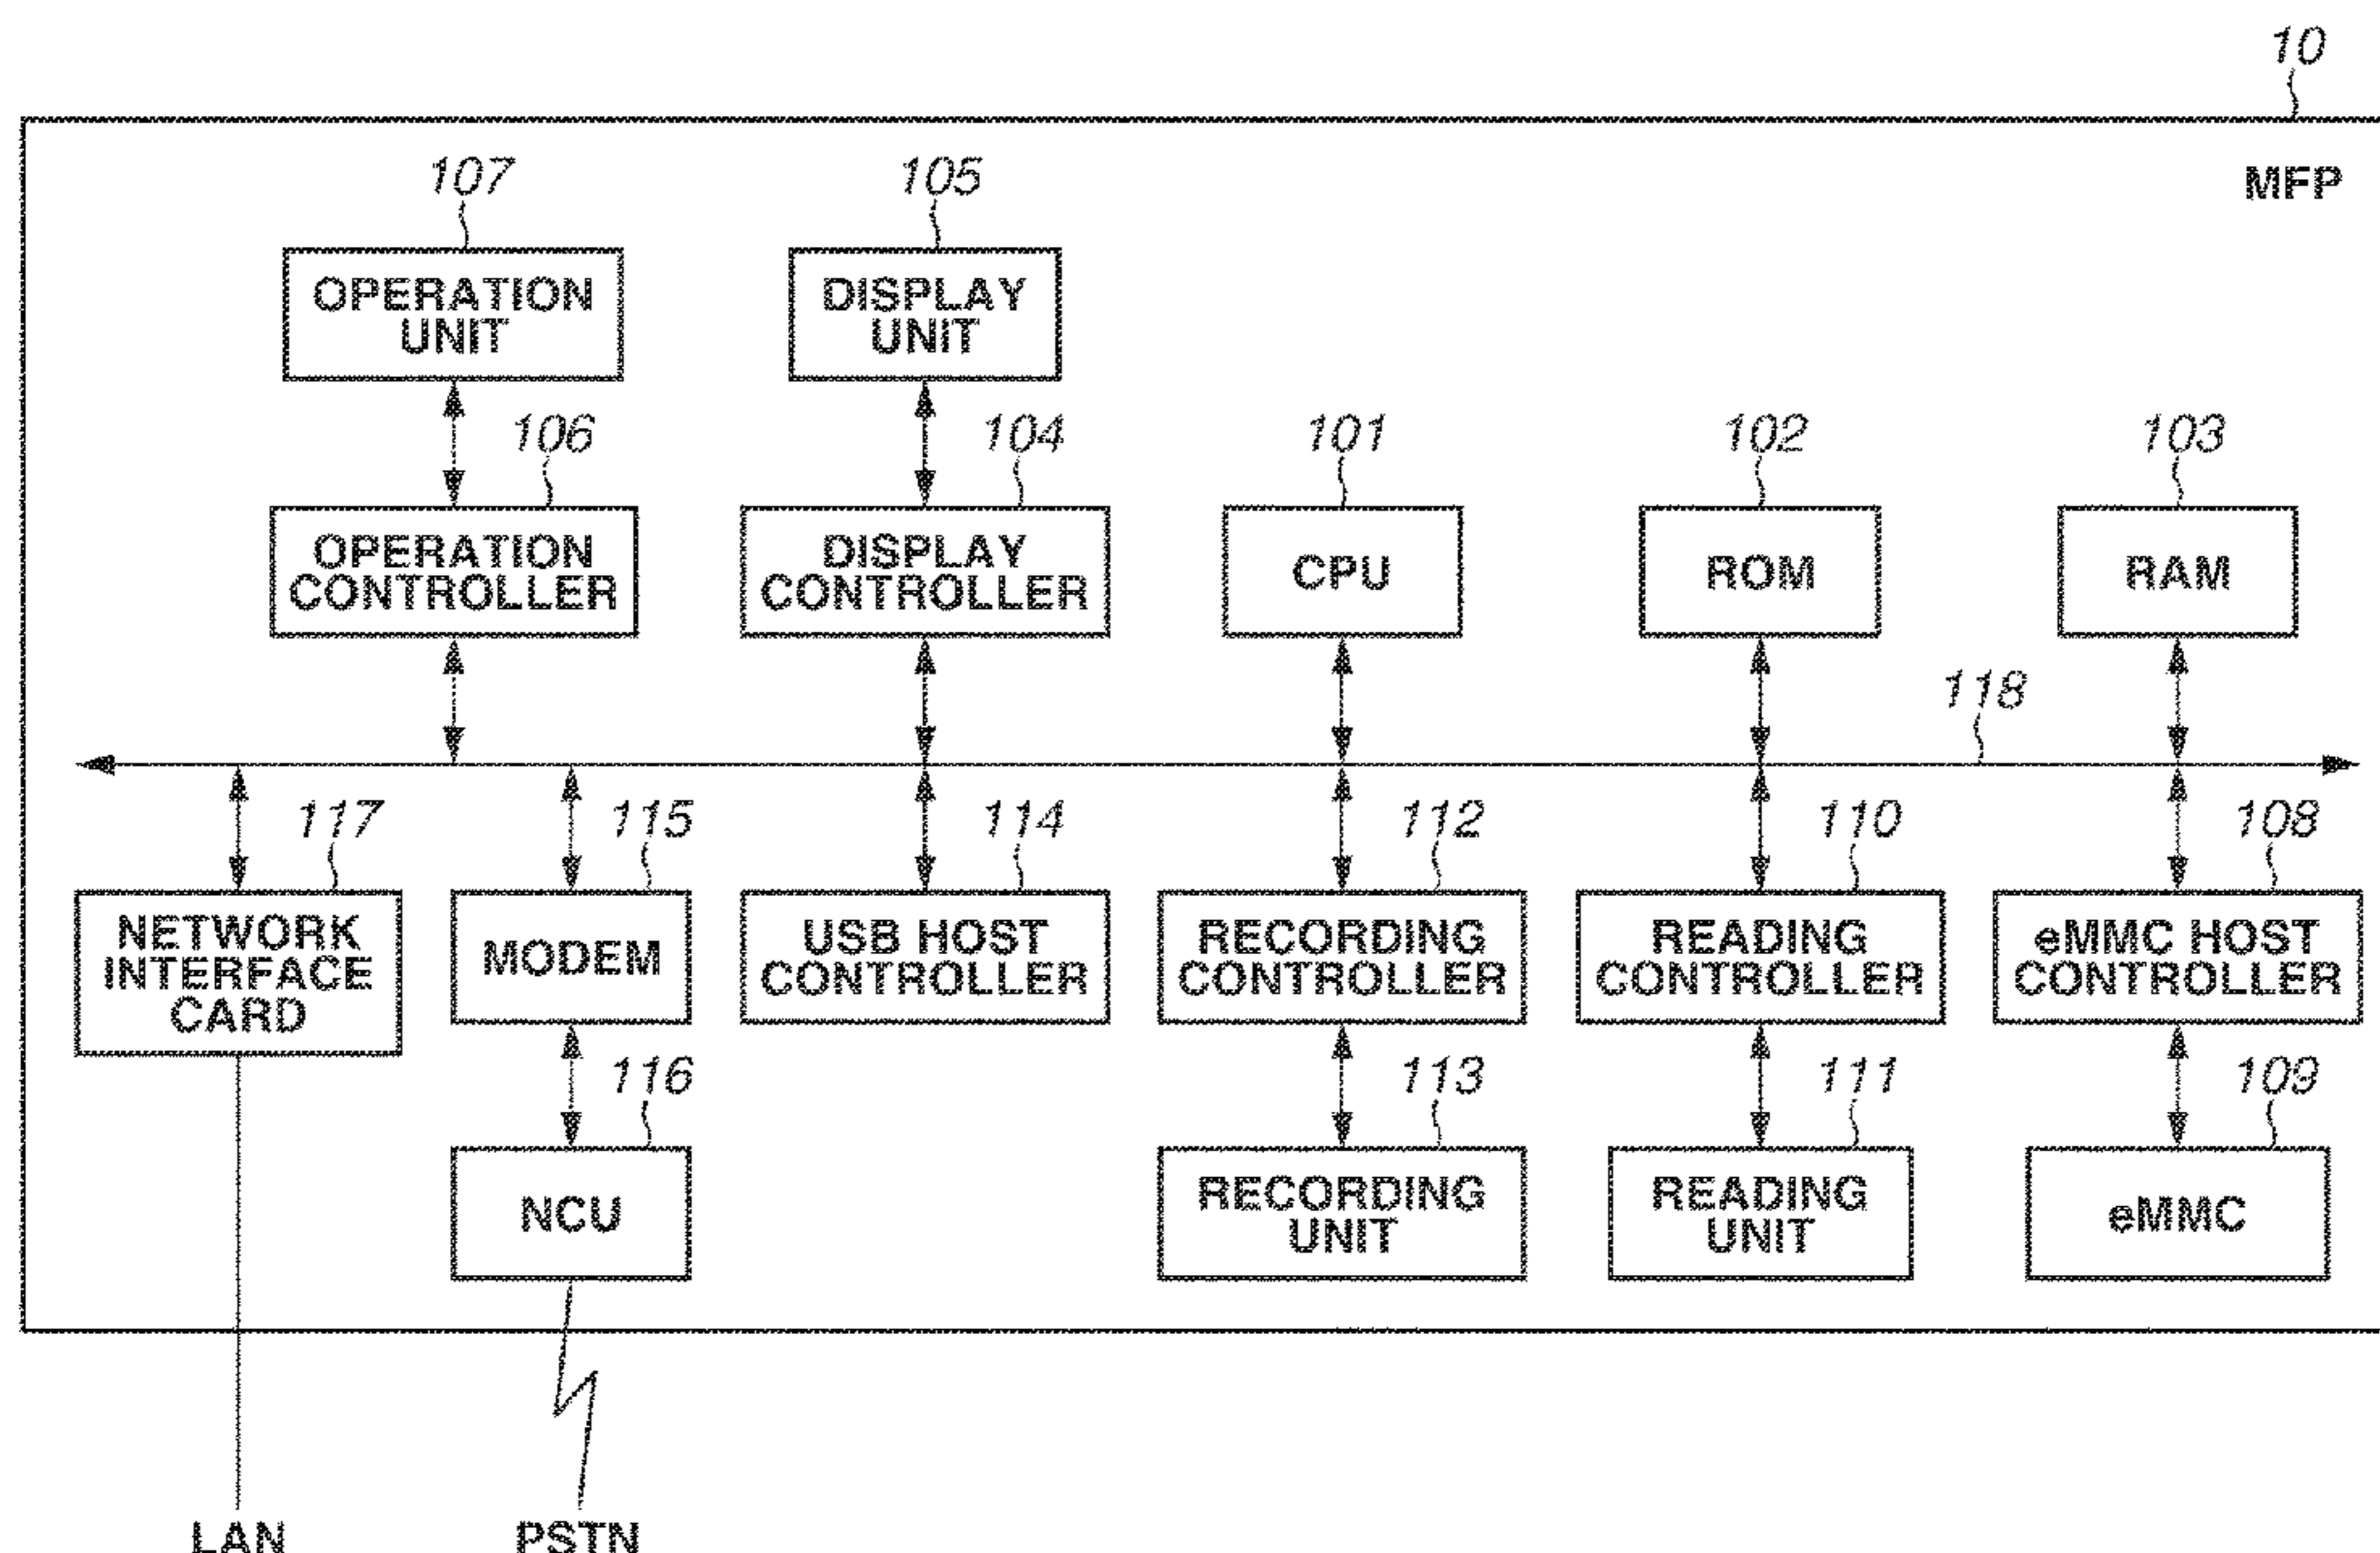 10
MFP
107
105
OPERATION
UNIT
DISPLAY
UNIT
106
104
101
102
103
OPERATION
CONTROLLER
DISPLAY
CONTROLLER
CPU
ROM
RAM
118
117
115
114
112
110
108
NETWORK
INTERFACE
CARD
MODEM
USB HOST
CONTROLLER
RECORDING
CONTROLLER
READING
CONTROLLER
eMMC HOST
CONTROLLER
116
113
111
109
NCU
RECORDING
UNIT
READING
UNIT
eMMC
LAN
PSTN